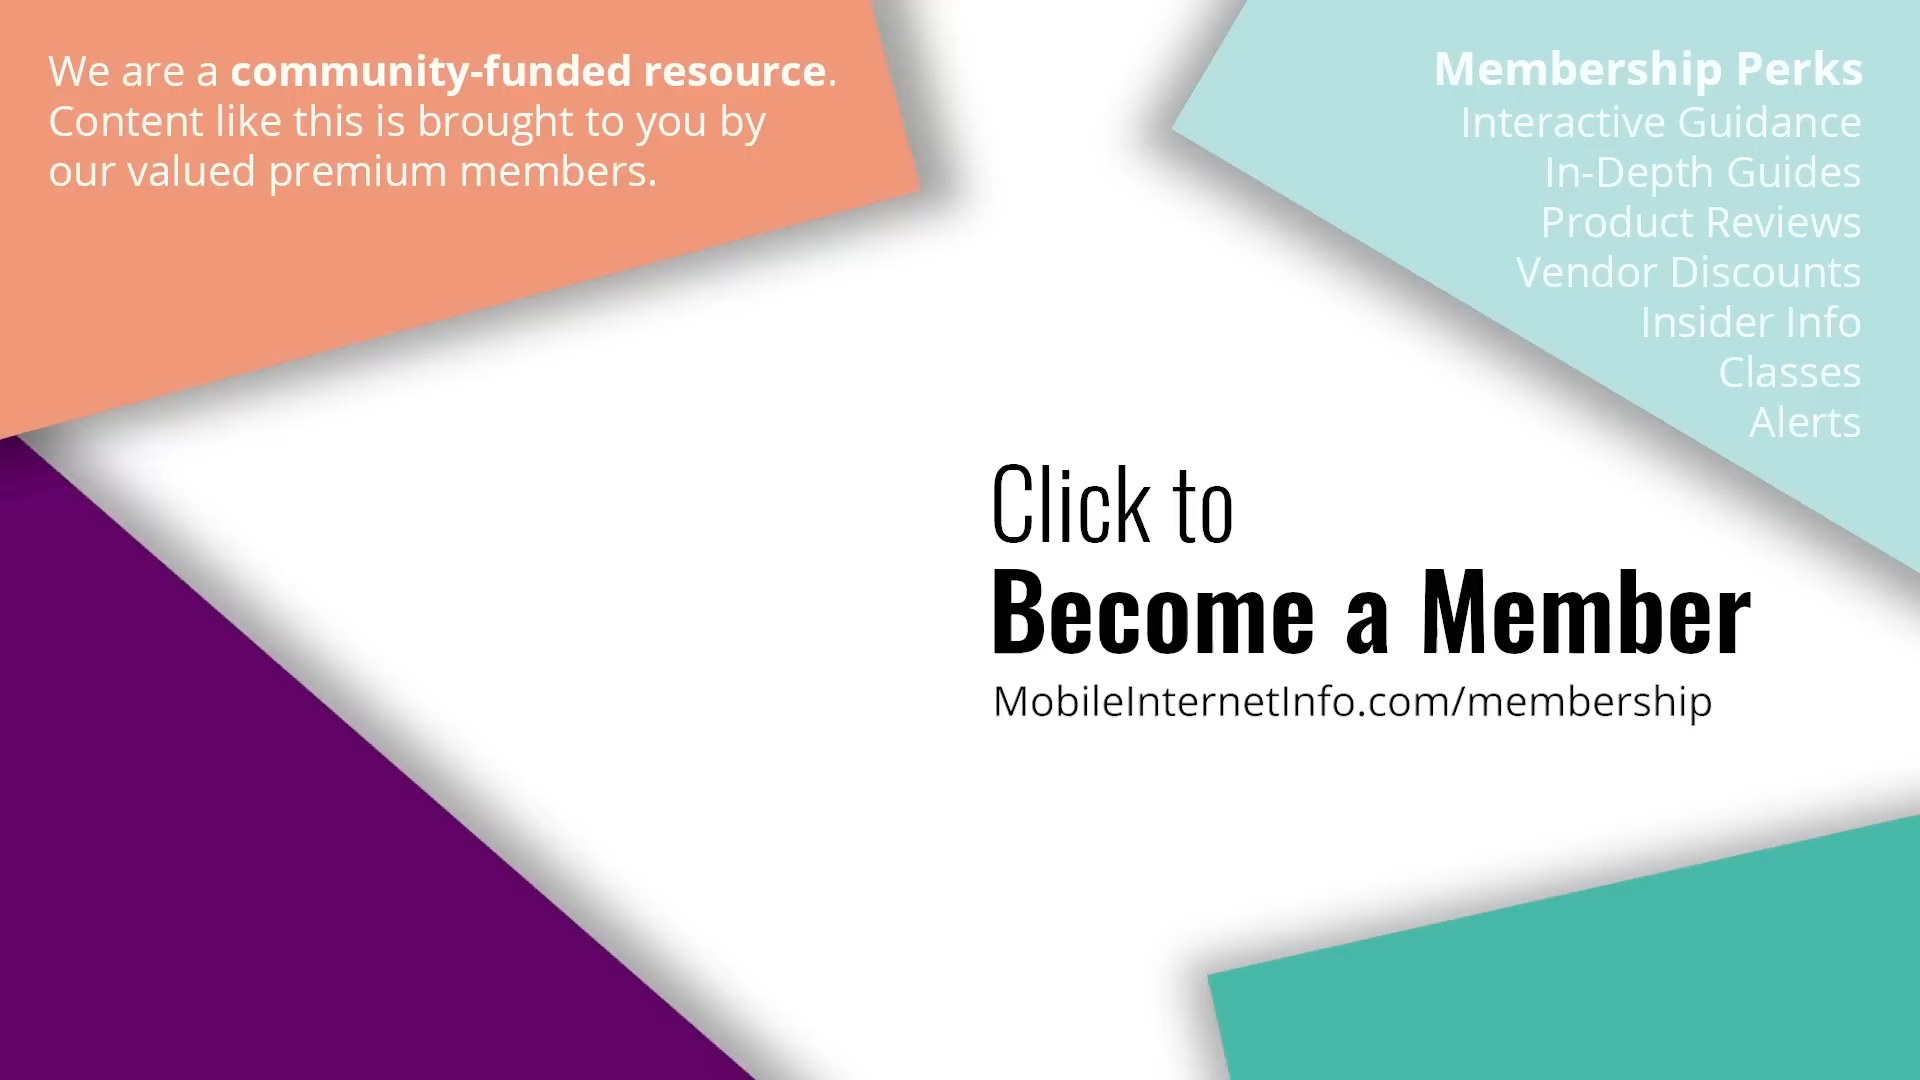 We are a community-funded resource.
Content like this is brought to you by
our valued premium members.
Membership Perks
Interactive Guidance
In-Depth Guides
Product Reviews
Vendor Discounts
Insider Info
Classes
Alerts
Click to
Become a Member
MobileInternetInfo.com/membership